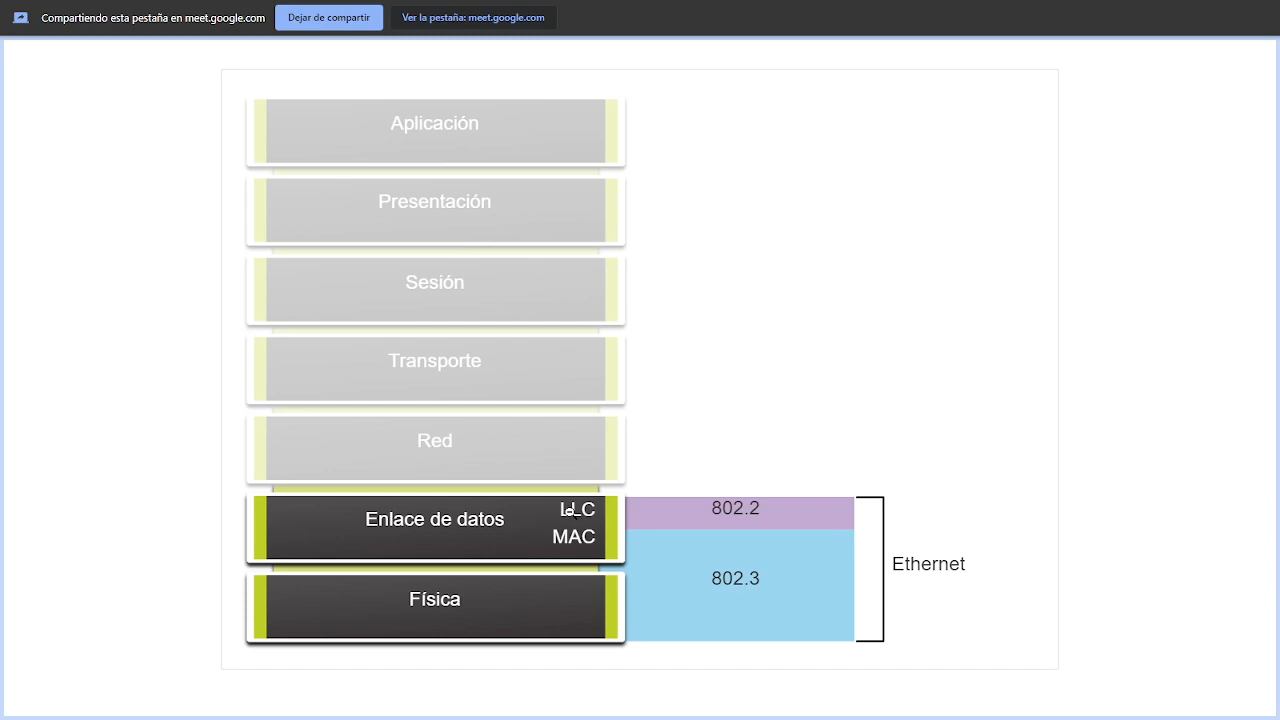 Compartiendo esta pestaña en meet.google.com
Dejar de compartir
Ver la pestaña: meet.google.com
Aplicación
Presentación
Sesión
Transporte
Red
Enlace de datos
LLC
MAC
802.2
802.3
Física
Ethernet